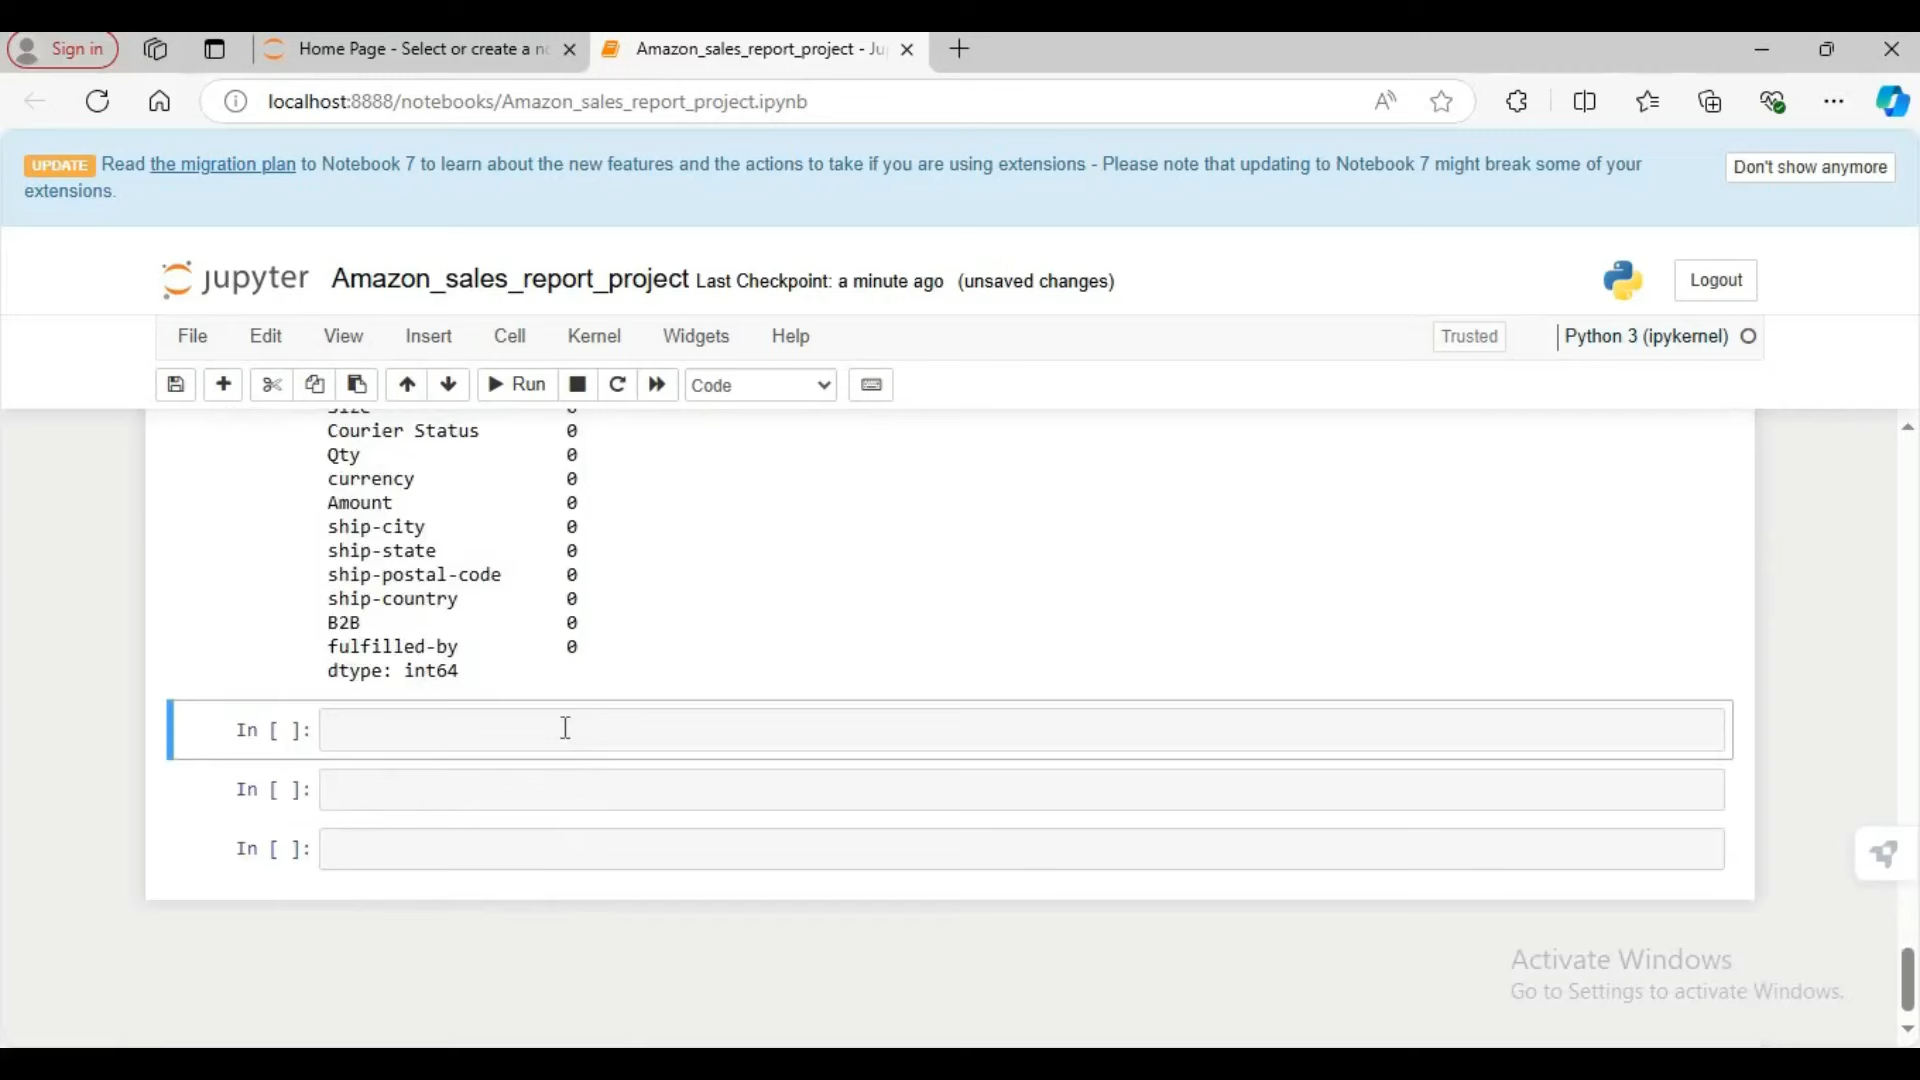 Sign in
Home Page - Select or create a n
Amazon_sales_report_project - Ju
localhost:8888/notebooks/Amazon_sales_report_project.ipynb
UPDATE Read the migration plan to Notebook 7 to learn about the new features and the actions to take if you are using extensions - Please note that updating to Notebook 7 might break some of your
extensions.
Don't show anymore
jupyter Amazon_sales_report_project Last Checkpoint: a minute ago (unsaved changes)
Logout
File Edit View Insert Cell Kernel Widgets Help
Trusted
Python 3 (ipykernel)
Run
Code
Courier Status 0
Qty 0
currency 0
Amount 0
ship-city 0
ship-state 0
ship-postal-code 0
ship-country 0
B2B 0
fulfilled-by 0
dtype: int64
In [ ]:
In [ ]:
In [ ]:
Activate Windows
Go to Settings to activate Windows.